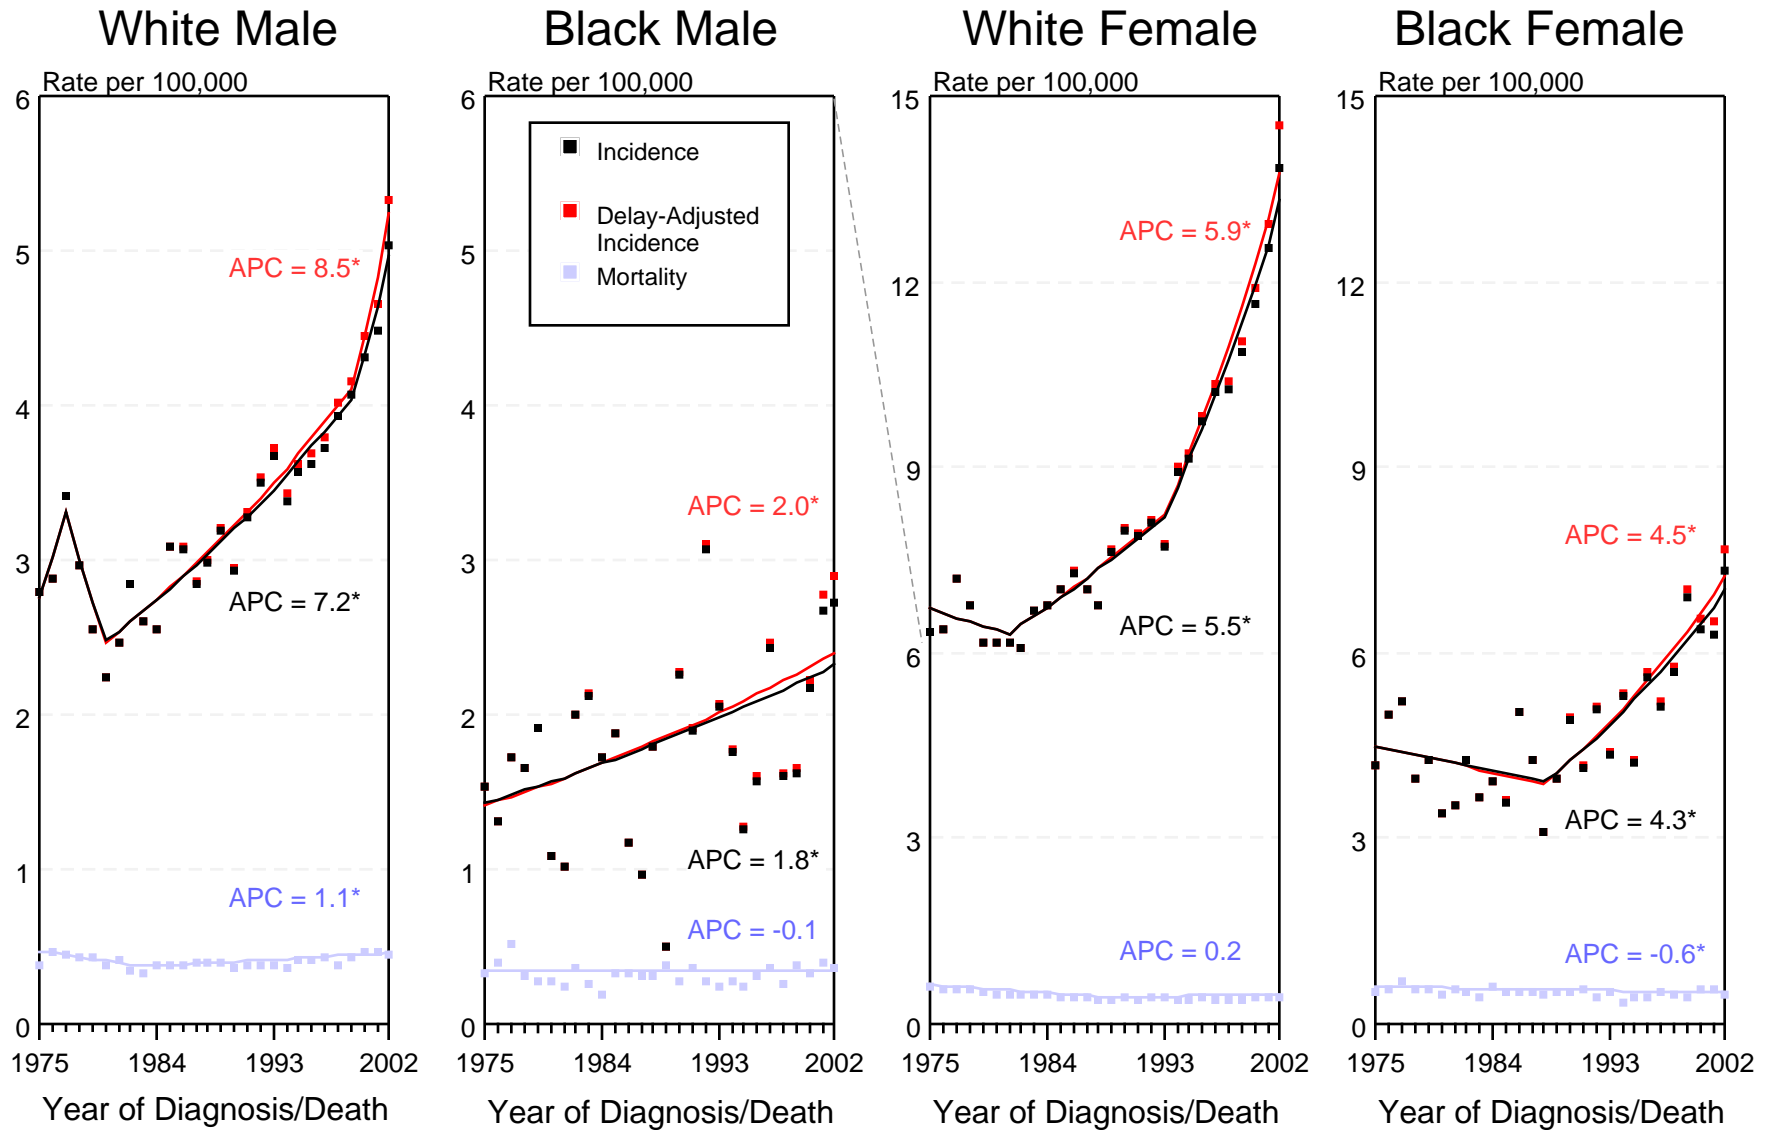 White Male
Black Male
White Female
Black Female
Rate per 100,000
Rate per 100,000
Rate per 100,000
6
5
4
3
2
1
0
APC = 8.5*
APC = 7.2*
APC = 1.1*
1975
1984
1993
2002
Year of Diagnosis/Death
6
5
4
3
2
1
0
Incidence
Delay-Adjusted
Incidence
Mortality
APC = 2.0*
APC = 1.8*
APC = -0.1
1975
1984
1993
2002
Year of Diagnosis/Death
15
12
9
6
3
0
APC = 5.9*
APC = 5.5*
APC = 0.2
1975
1984
1993
2002
Year of Diagnosis/Death
15
12
9
6
3
0
APC = 4.5*
APC = 4.3*
APC = -0.6*
1975
1984
1993
2002
Year of Diagnosis/Death